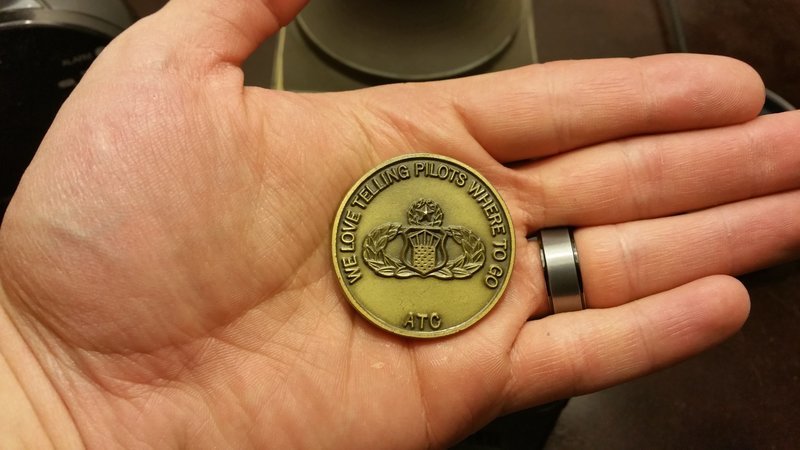 WE LOVE TELLING PILOTS WHERE TO GO
ATC